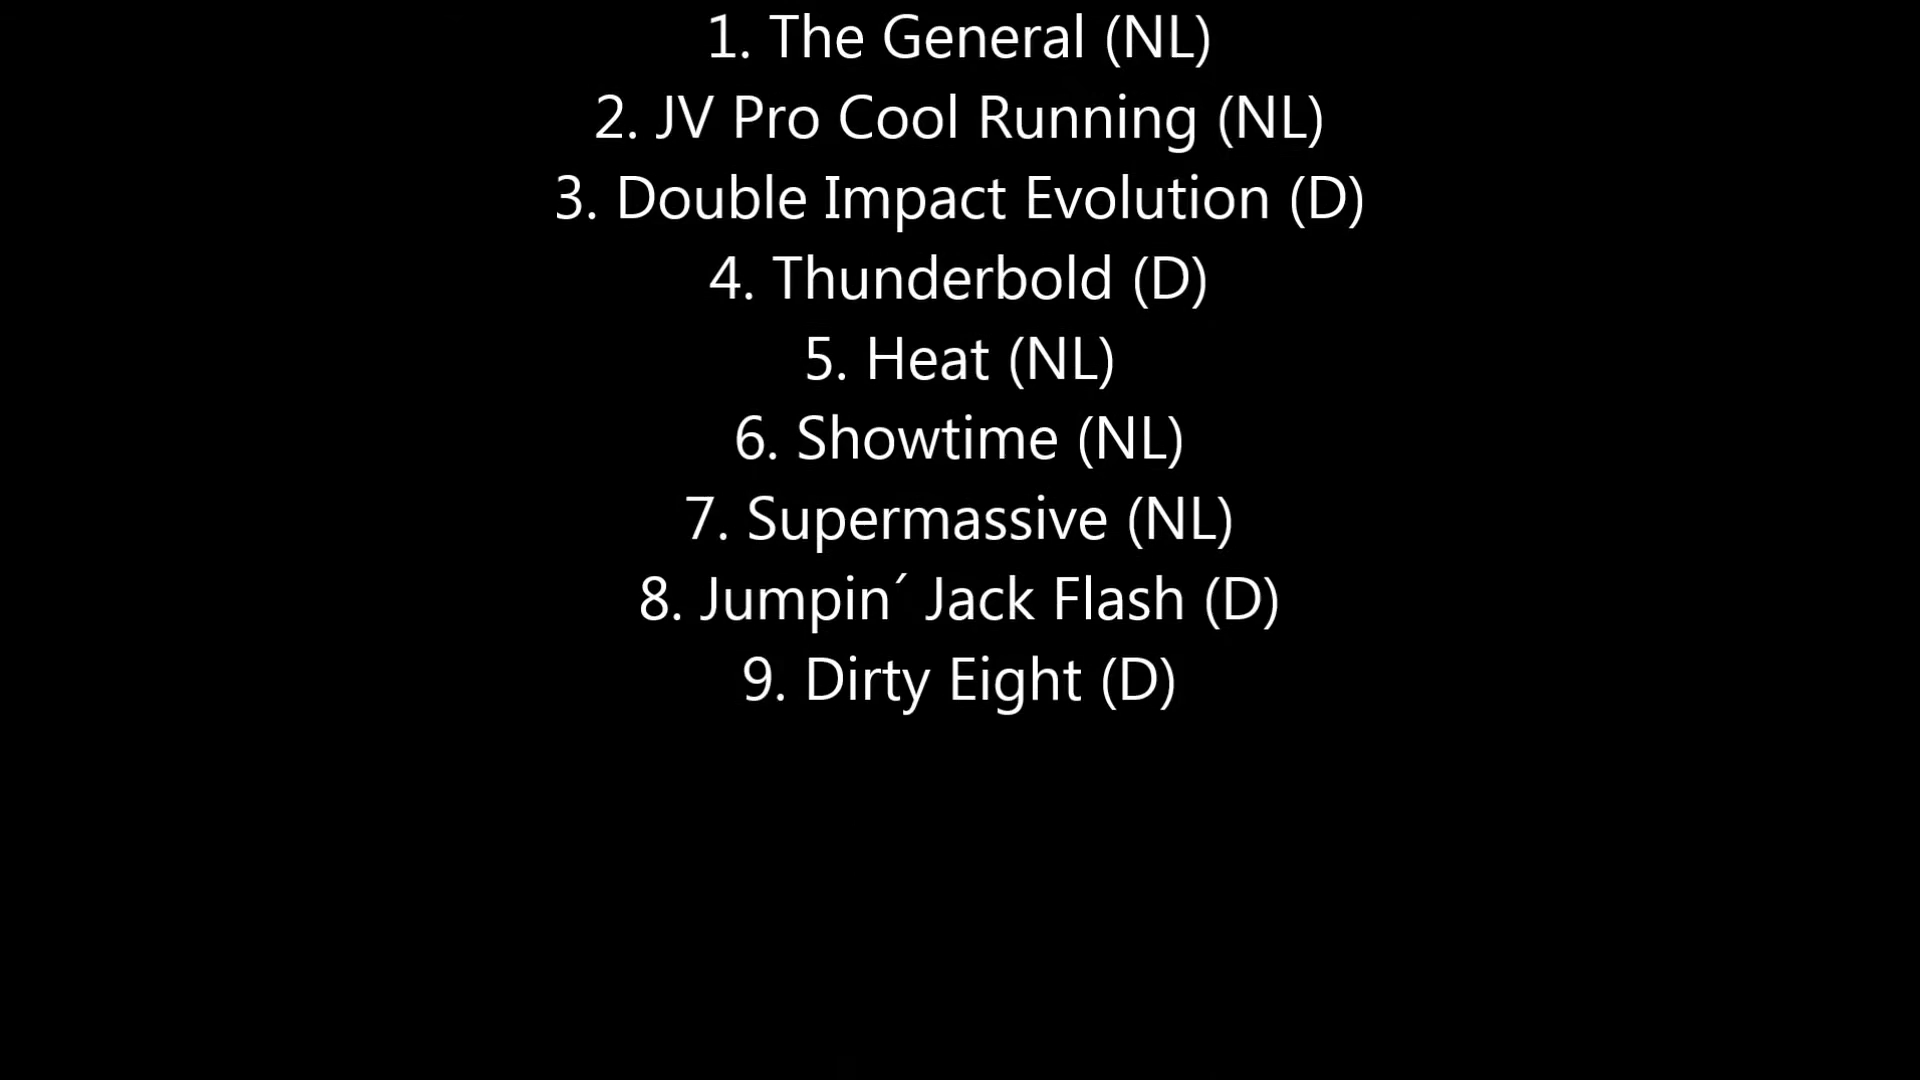 1. The General (NL)
2. JV Pro Cool Running (NL)
3. Double Impact Evolution (D)
4. Thunderbold (D)
5. Heat (NL)
6. Showtime (NL)
7. Supermassive (NL)
8. Jumpin´ Jack Flash (D)
9. Dirty Eight (D)